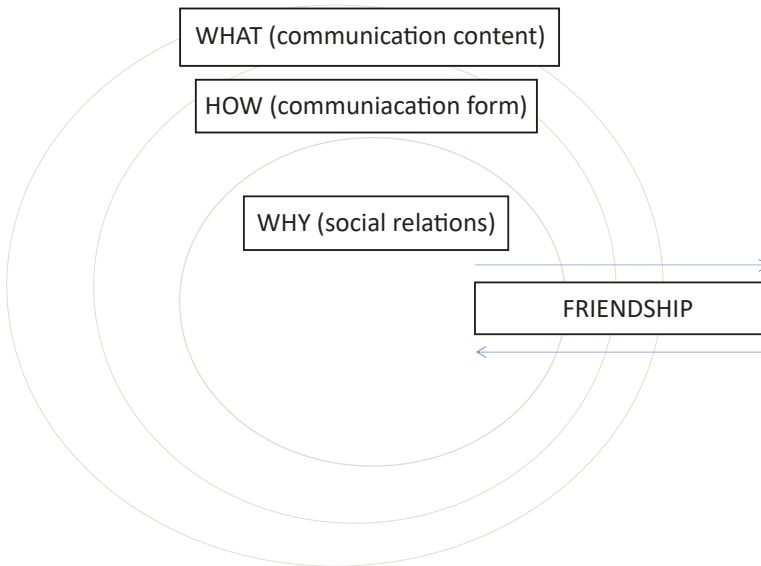 WHAT (communication content)
HOW (communiacation form)
WHY (social relations)
FRIENDSHIP